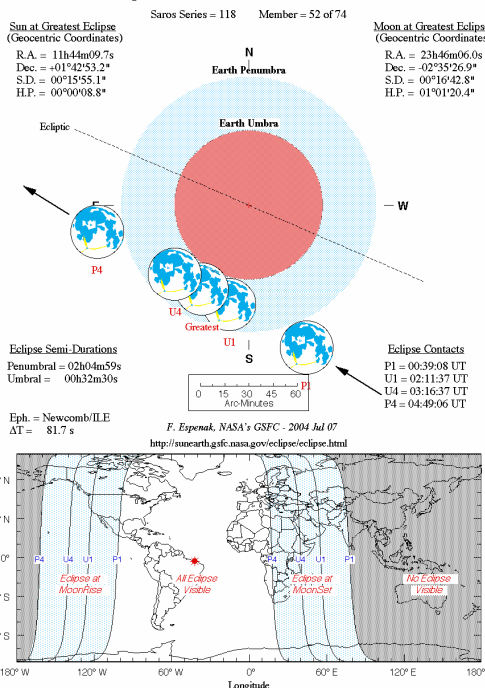 Saros Series = 118 Member = 52 of 74
Sun at Greatest Eclipse
(Geocentric Coordinates)
R.A. = 11h44m09.7s
Dec. = +01°42'53.2"
S.D. = 00°15'55.1"
H.P. = 00°00'08.8"
Moon at Greatest Eclipse
(Geocentric Coordinates)
R.A. = 23h46m06.0s
Dec. = -02°35'26.9"
S.D. = 00°16'42.8"
H.P. = 01°01'20.4"
N
Earth Penumbra
Earth Umbra
Ecliptic
E
W
P4
U4
Greatest
U1
S
P1
Eclipse Semi-Durations
Penumbral = 02h04m59s
Umbral = 00h32m30s
Eclipse Contacts
P1 = 00:39:08 UT
U1 = 02:11:37 UT
U4 = 03:16:37 UT
P4 = 04:49:06 UT
0 15 30 45 60
Arc-Minutes
Eph. = Newcomb/ILE
ΔT = 81.7 s
F. Espenak, NASA's GSFC - 2004 Jul 07
http://sunearth.gsfc.nasa.gov/eclipse/eclipse.html
° N
° N
0°
° S
° S
P4 U4 U1 P1
P4 U4 U1 P1
Eclipse at
MoonRise
All Eclipse
Visible
Eclipse at
MoonSet
No Eclipse
Visible
180° W 120° W 60° W 0° 60° E 120° E 180° E
Longitude